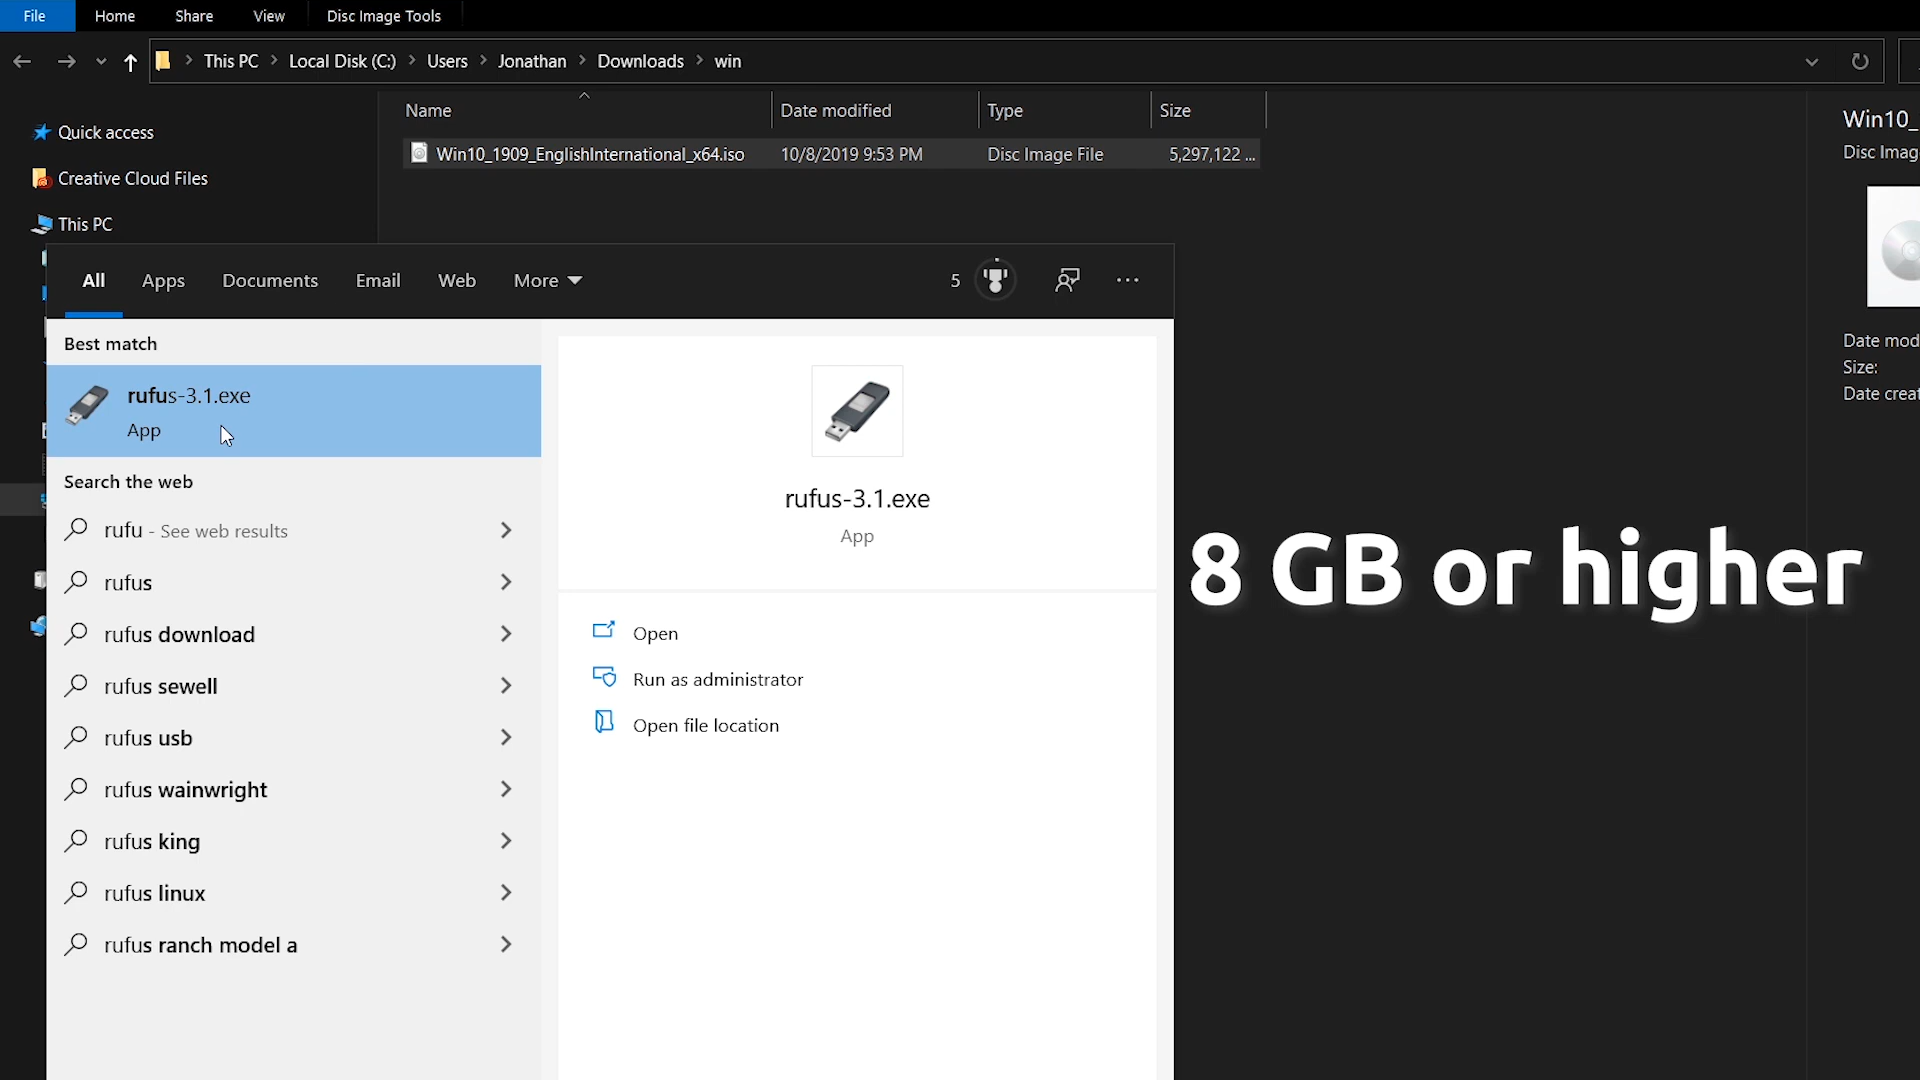 File Home Share View Disc Image Tools
This PC Local Disk (C:) Users Jonathan Downloads win
Name Date modified Type Size
Win10_1909_EnglishInternational_x64.iso 10/8/2019 9:53 PM Disc Image File 5,297,122 ...
Quick access
Creative Cloud Files
This PC
Win10_
Disc Imag
Date mod
Size:
Date creat
All Apps Documents Email Web More 5
Best match
rufus-3.1.exe
App
Search the web
rufu - See web results
rufus
rufus download
rufus sewell
rufus usb
rufus wainwright
rufus king
rufus linux
rufus ranch model a
rufus-3.1.exe
App
Open
Run as administrator
Open file location
8 GB or higher